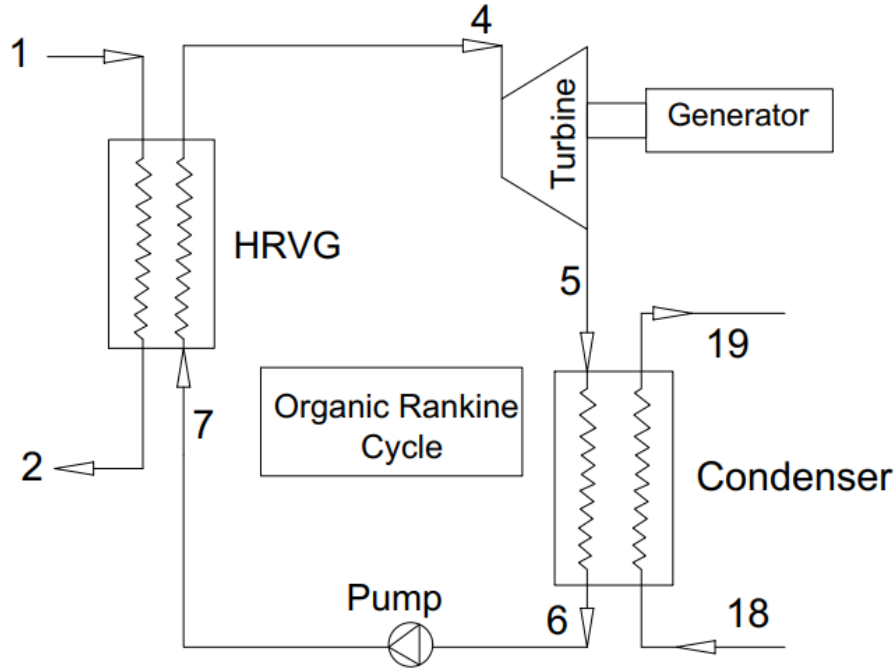 1
4
Turbine
Generator
HRVG
5
19
7
Organic Rankine
Cycle
2
Condenser
Pump
6
18